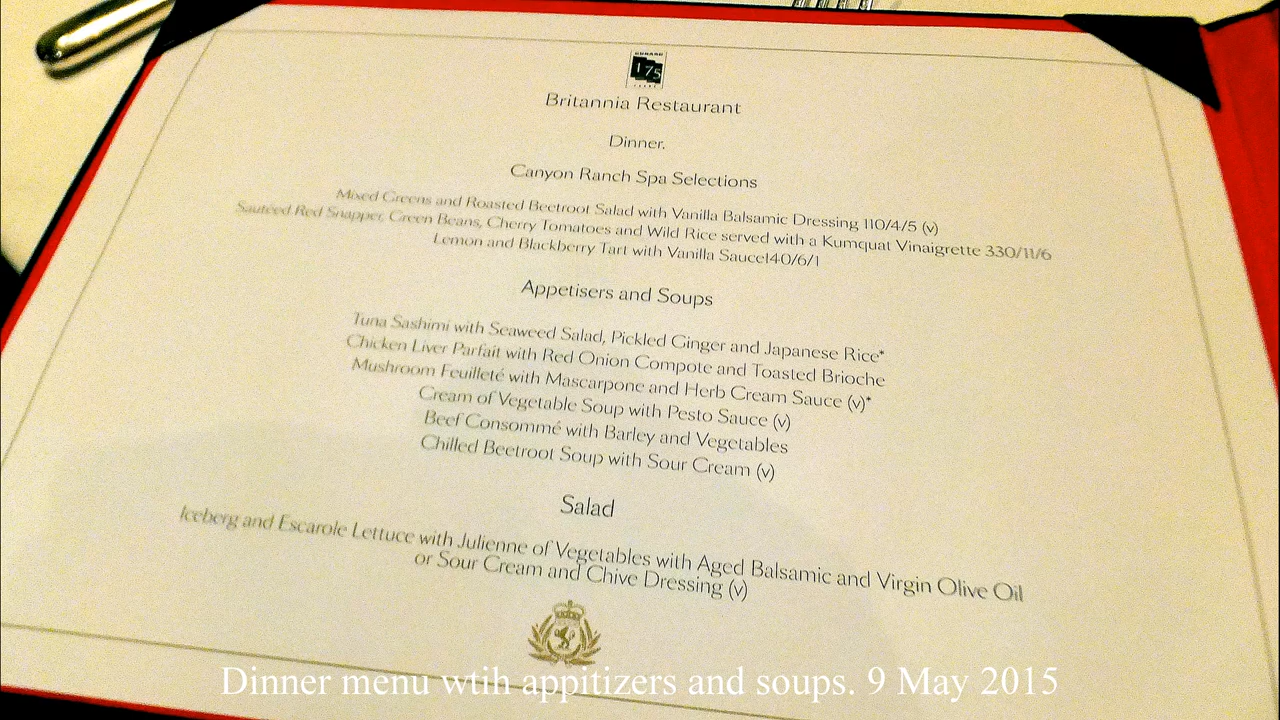 CUNARD
175
YEARS
Britannia Restaurant
Dinner.
Canyon Ranch Spa Selections
Mixed Greens and Roasted Beetroot Salad with Vanilla Balsamic Dressing 110/4/5 (v)
Sautéed Red Snapper, Green Beans, Cherry Tomatoes and Wild Rice served with a Kumquat Vinaigrette 330/11/6
Lemon and Blackberry Tart with Vanilla Sauce140/6/1
Appetisers and Soups
Tuna Sashimi with Seaweed Salad, Pickled Ginger and Japanese Rice*
Chicken Liver Parfait with Red Onion Compote and Toasted Brioche
Mushroom Feuilleté with Mascarpone and Herb Cream Sauce (v)*
Cream of Vegetable Soup with Pesto Sauce (v)
Beef Consommé with Barley and Vegetables
Chilled Beetroot Soup with Sour Cream (v)
Salad
Iceberg and Escarole Lettuce with Julienne of Vegetables with Aged Balsamic and Virgin Olive Oil
or Sour Cream and Chive Dressing (v)
Dinner menu wtih appitizers and soups. 9 May 2015